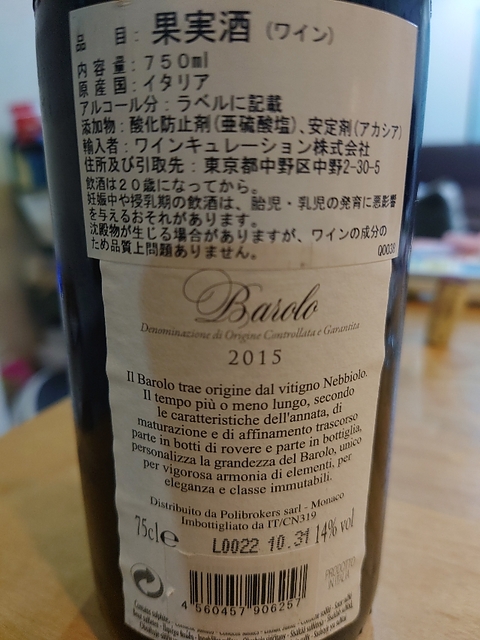 品 目: 果実酒 (ワイン)
内容量: 750ml
原産国: イタリア
アルコール分: ラベルに記載
添加物: 酸化防止剤(亜硫酸塩)、安定剤(アカシア)
輸入者: ワインキュレーション株式会社
住所及び引取先: 東京都中野区中野2-30-5
飲酒は20歳になってから。
妊娠中や授乳期の飲酒は、胎児・乳児の発育に悪影響
を与えるおそれがあります。
沈殿物が生じる場合がありますが、ワインの成分の
ため品質上問題ありません。
Q0038
Barolo
Denominazione di Origine Controllata e Garantita
2015
Il Barolo trae origine dal vitigno Nebbiolo.
Il tempo più o meno lungo, secondo
le caratteristiche dell'annata, di
maturazione e di affinamento trascorso
parte in botti di rovere e parte in bottiglia,
personalizza la grandezza del Barolo, unico
per vigorosa armonia di elementi, per
eleganza e classe immutabili.
Distribuito da Polibrokers sarl - Monaco
Imbottigliato da IT/CN319
75cl e L0022 10.31 14% vol
PRODOTTO
IN ITALIA
4 560457 906257